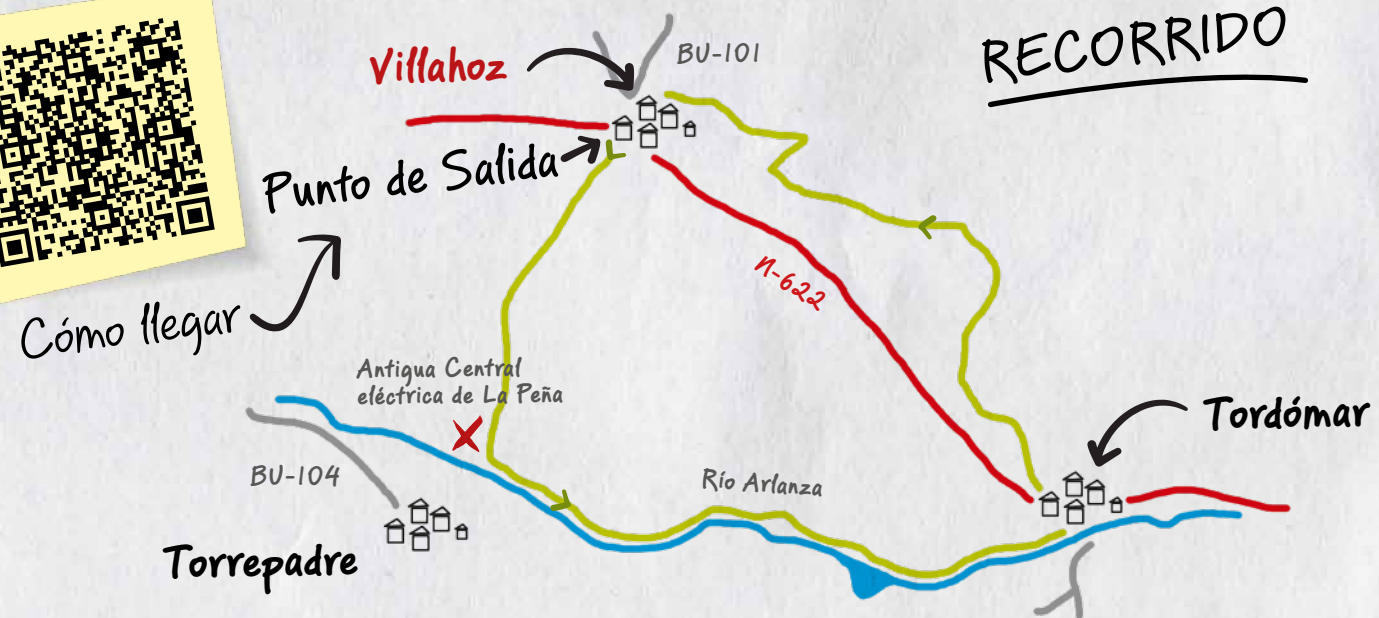 RECORRIDO
BU-101
Villahoz
Punto de Salida
N-622
Cómo llegar
Antigua Central
eléctrica de La Peña
Tordómar
BU-104
Río Arlanza
Torrepadre